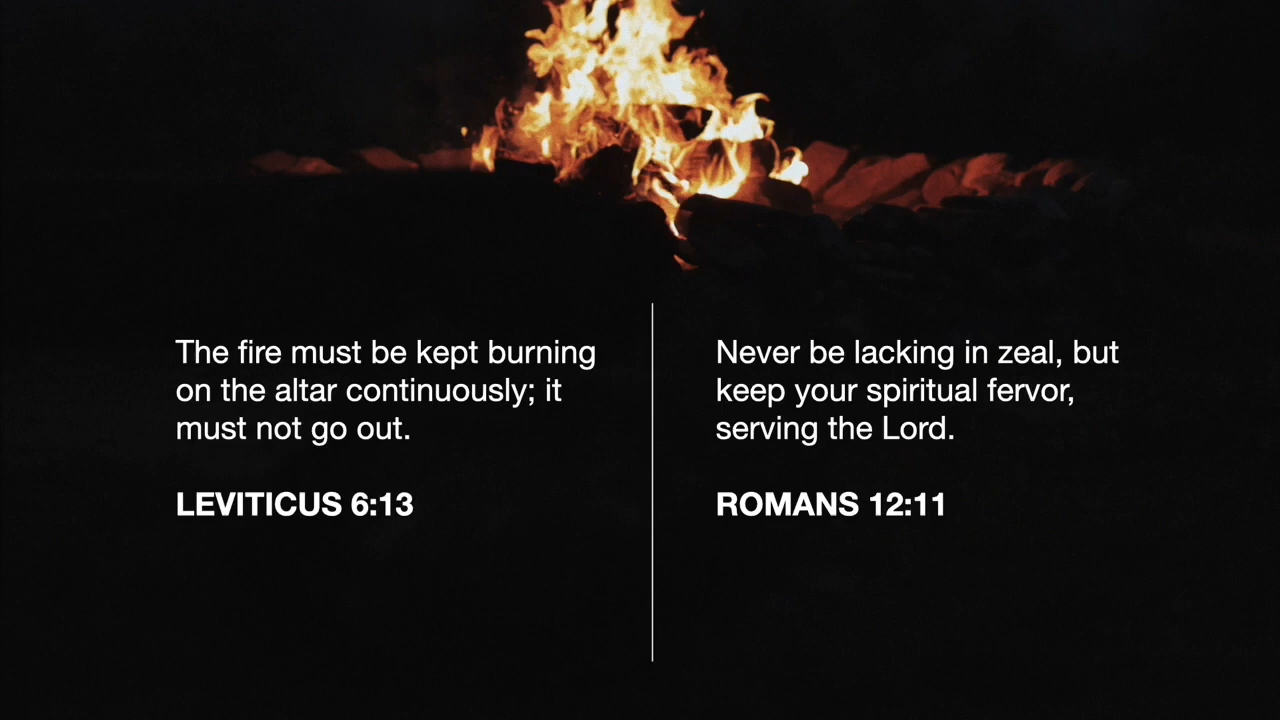 The fire must be kept burning
on the altar continuously; it
must not go out.
LEVITICUS 6:13
Never be lacking in zeal, but
keep your spiritual fervor,
serving the Lord.
ROMANS 12:11